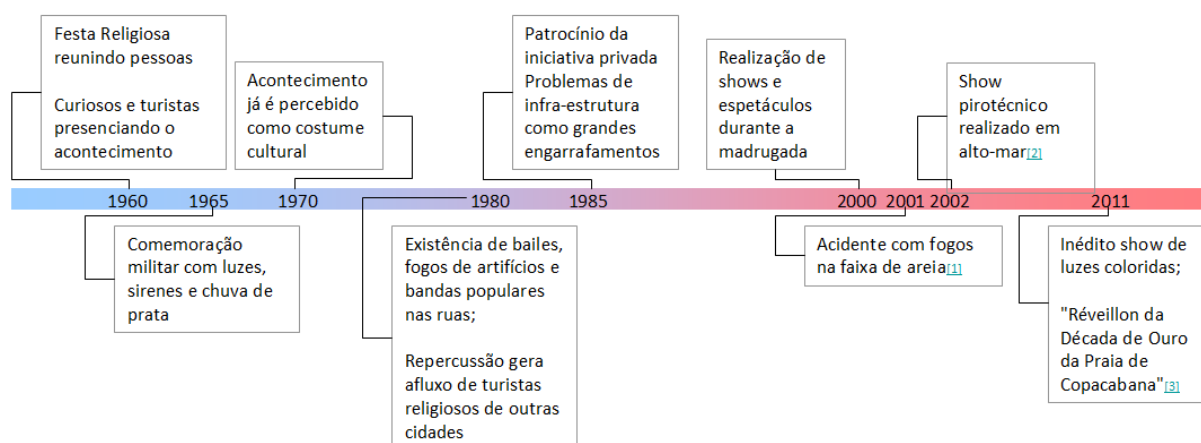 Festa Religiosa
reunindo pessoas
Curiosos e turistas
presenciando o
acontecimento
Acontecimento
já é percebido
como costume
cultural
Patrocínio da
iniciativa privada
Problemas de
infra-estrutura
como grandes
engarrafamentos
Realização de
shows e
espetáculos
durante a
madrugada
Show
pirotécnico
realizado em
alto-mar[2]
1960 1965 1970 1980 1985 2000 2001 2002 2011
Comemoração
militar com luzes,
sirenes e chuva de
prata
Existência de bailes,
fogos de artifícios e
bandas populares
nas ruas;
Repercussão gera
afluxo de turistas
religiosos de outras
cidades
Acidente com fogos
na faixa de areia[1]
Inédito show de
luzes coloridas;
"Réveillon da
Década de Ouro
da Praia de
Copacabana"[3]